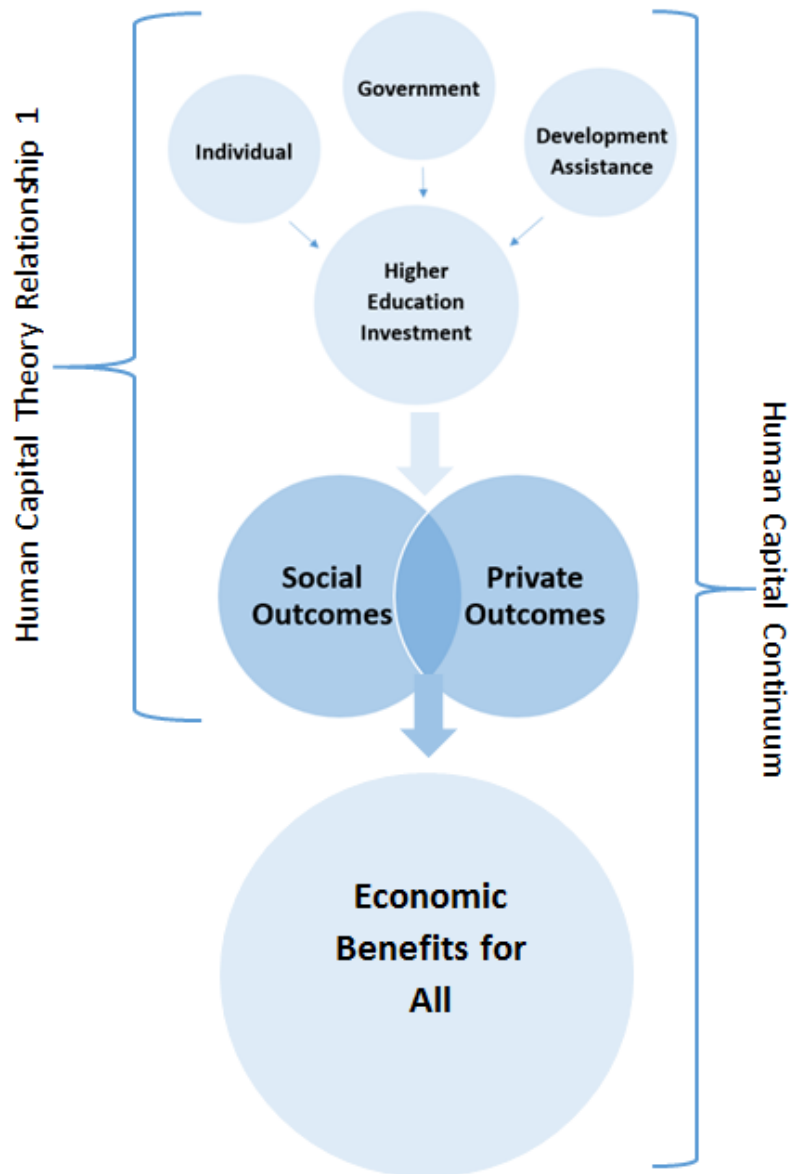 Human Capital Theory Relationship 1
Government
Individual
Development
Assistance
Higher
Education
Investment
Social
Outcomes
Private
Outcomes
Human Capital Continuum
Economic
Benefits for
All